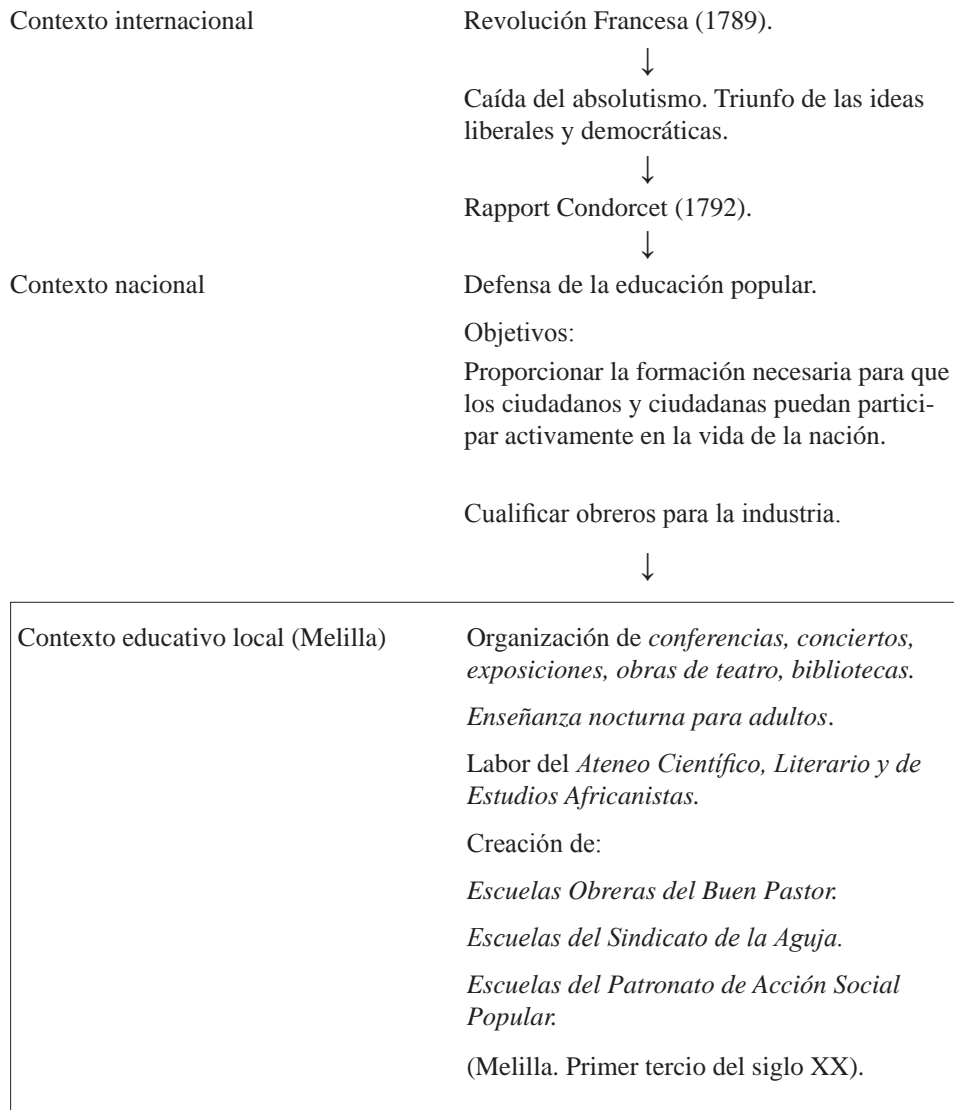 Contexto internacional
Revolución Francesa (1789).
↓
Caída del absolutismo. Triunfo de las ideas
liberales y democráticas.
↓
Rapport Condorcet (1792).
↓
Contexto nacional
Defensa de la educación popular.
Objetivos:
Proporcionar la formación necesaria para que
los ciudadanos y ciudadanas puedan partici-
par activamente en la vida de la nación.
Cualificar obreros para la industria.
↓
Contexto educativo local (Melilla)
Organización de conferencias, conciertos,
exposiciones, obras de teatro, bibliotecas.
Enseñanza nocturna para adultos.
Labor del Ateneo Científico, Literario y de
Estudios Africanistas.
Creación de:
Escuelas Obreras del Buen Pastor.
Escuelas del Sindicato de la Aguja.
Escuelas del Patronato de Acción Social
Popular.
(Melilla. Primer tercio del siglo XX).